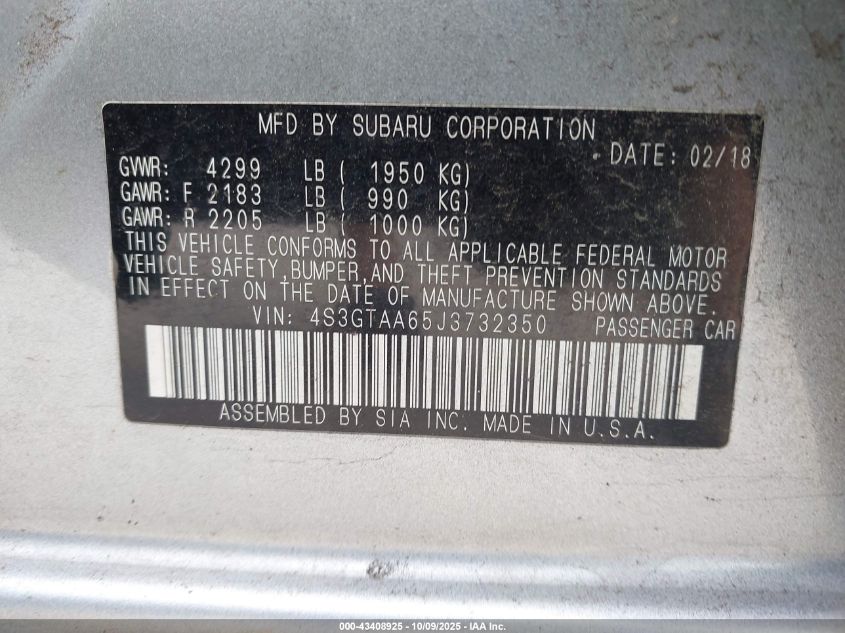 MFD BY SUBARU CORPORATION
DATE: 02/18
GVWR: 4299 LB ( 1950 KG)
GAWR: F 2183 LB ( 990 KG)
GAWR: R 2205 LB ( 1000 KG)
THIS VEHICLE CONFORMS TO ALL APPLICABLE FEDERAL MOTOR
VEHICLE SAFETY, BUMPER, AND THEFT PREVENTION STANDARDS
IN EFFECT ON THE DATE OF MANUFACTURE SHOWN ABOVE.
VIN: 4S3GTAA65J3732350 PASSENGER CAR
ASSEMBLED BY SIA INC. MADE IN U.S.A.
000-43408925 - 10/09/2025 - IAA Inc.